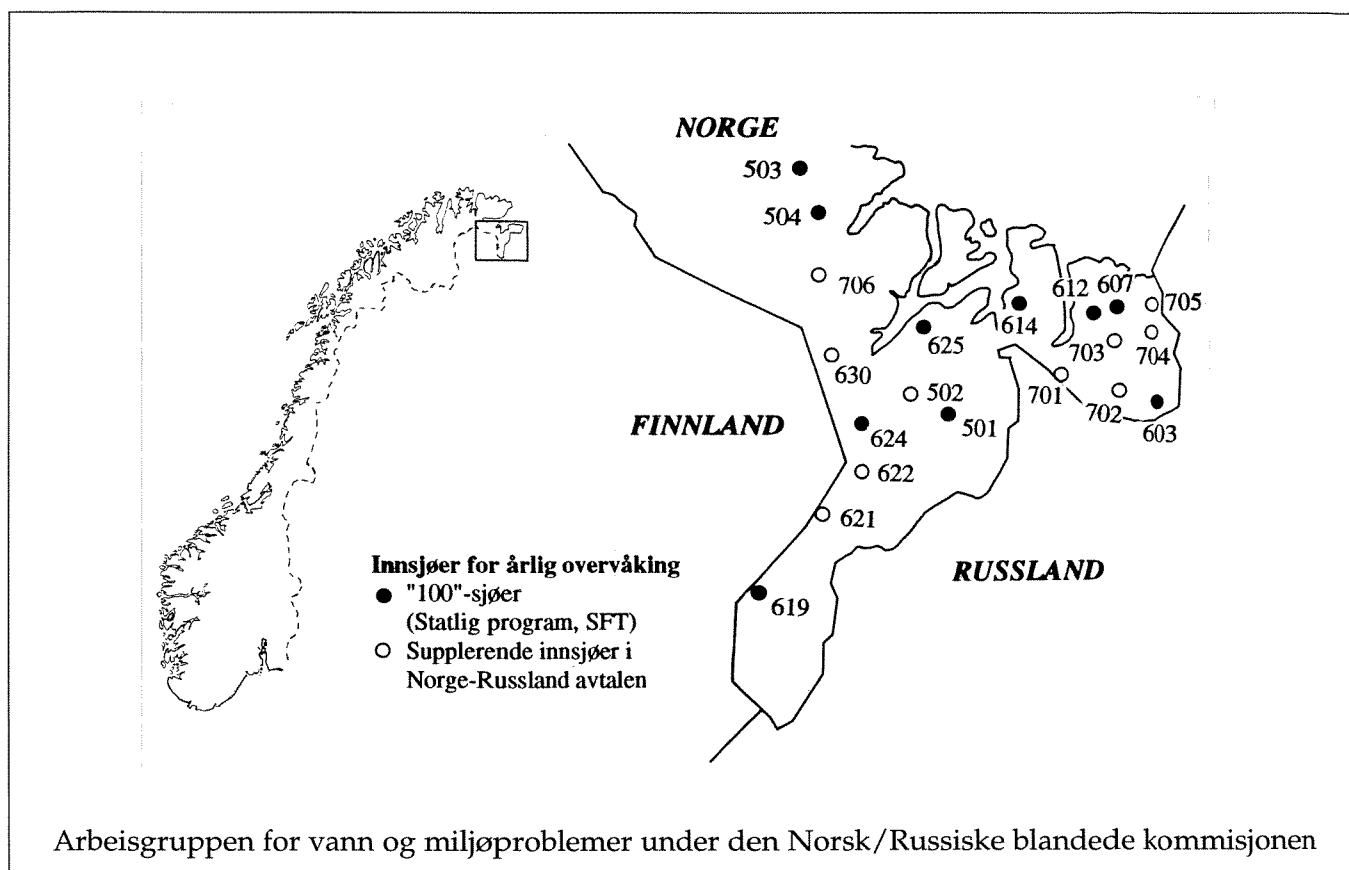 NORGE
503
504
706
612 607
705
614
625
703
704
630
502
701
702
FINNLAND
624
501
603
622
621
Innsjøer for årlig overvåking
RUSSLAND
"100"-sjøer
619
(Statlig program, SFT)
Supplerende innsjøer i
Norge-Russland avtalen
Arbeisgruppen for vann og miljøproblemer under den Norsk/Russiske blandede kommisjonen